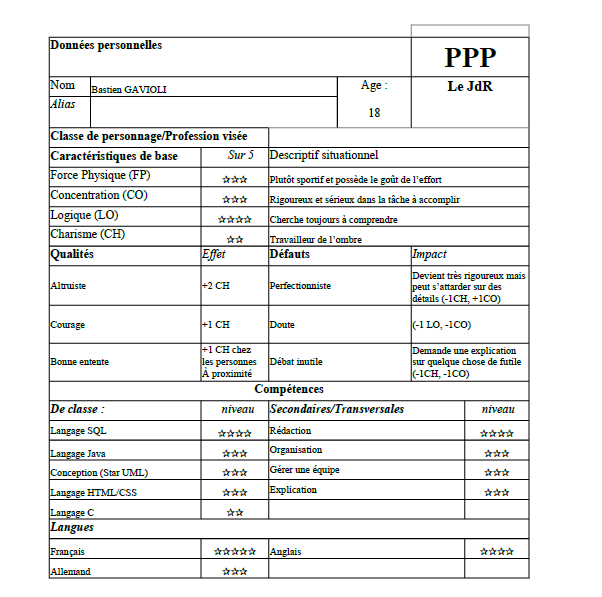 Données personnelles
PPP
Nom
Bastien GAVIOLI
Age :
Le JdR
Alias
18
Classe de personnage/Profession visée
Caractéristiques de base Sur 5 Descriptif situationnel
Force Physique (FP) ☆☆☆ Plutôt sportif et possède le goût de l'effort
Concentration (CO) ☆☆☆ Rigoureux et sérieux dans la tâche à accomplir
Logique (LO) ☆☆☆☆ Cherche toujours à comprendre
Charisme (CH) ☆☆ Travailleur de l'ombre
Qualités Effet Défauts Impact
Altruiste +2 CH Perfectionniste
Devient très rigoureux mais
peut s'attarder sur des
détails (-1CH, +1CO)
Courage +1 CH Doute (-1 LO, -1CO)
Bonne entente
+1 CH chez
les personnes
À proximité
Débat inutile
Demande une explication
sur quelque chose de futile
(-1CH, -1CO)
Compétences
De classe : niveau Secondaires/Transversales niveau
Langage SQL ☆☆☆☆ Rédaction ☆☆☆☆
Langage Java ☆☆☆ Organisation ☆☆☆
Conception (Star UML) ☆☆☆ Gérer une équipe ☆☆☆
Langage HTML/CSS ☆☆☆ Explication ☆☆☆
Langage C ☆☆
Langues
Français ☆☆☆☆☆ Anglais ☆☆☆☆
Allemand ☆☆☆